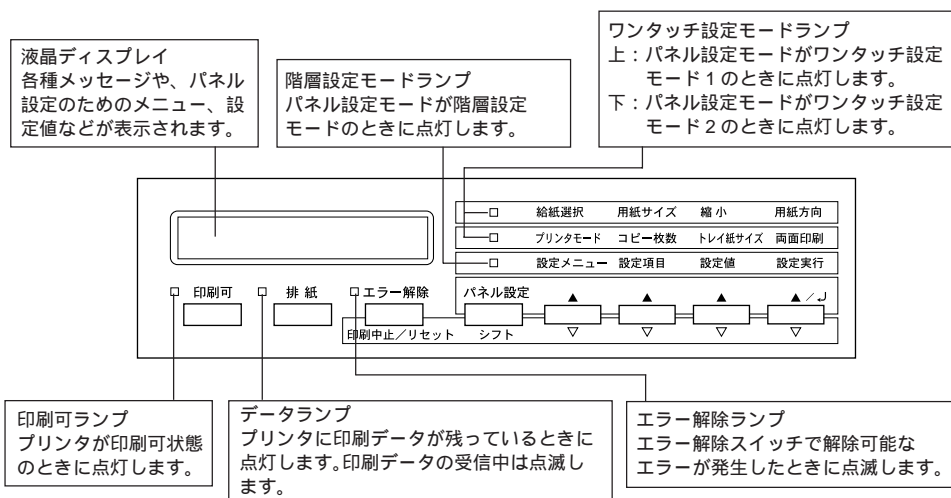 液晶ディスプレイ
各種メッセージや、パネル
設定のためのメニュー、設
定値などが表示されます。
階層設定モードランプ
パネル設定モードが階層設定
モードのときに点灯します。
ワンタッチ設定モードランプ
上：パネル設定モードがワンタッチ設定
モード1のときに点灯します。
下：パネル設定モードがワンタッチ設定
モード2のときに点灯します。
給紙選択 用紙サイズ 縮小 用紙方向
プリンタモード コピー枚数 トレイ紙サイズ 両面印刷
設定メニュー 設定項目 設定値 設定実行
印刷可 排紙 エラー解除 パネル設定 ▲ ▲ ▲ ▲／↲
印刷中止／リセット シフト ▽ ▽ ▽ ▽
印刷可ランプ
プリンタが印刷可状態
のときに点灯します。
データランプ
プリンタに印刷データが残っているときに
点灯します。印刷データの受信中は点滅し
ます。
エラー解除ランプ
エラー解除スイッチで解除可能な
エラーが発生したときに点滅します。